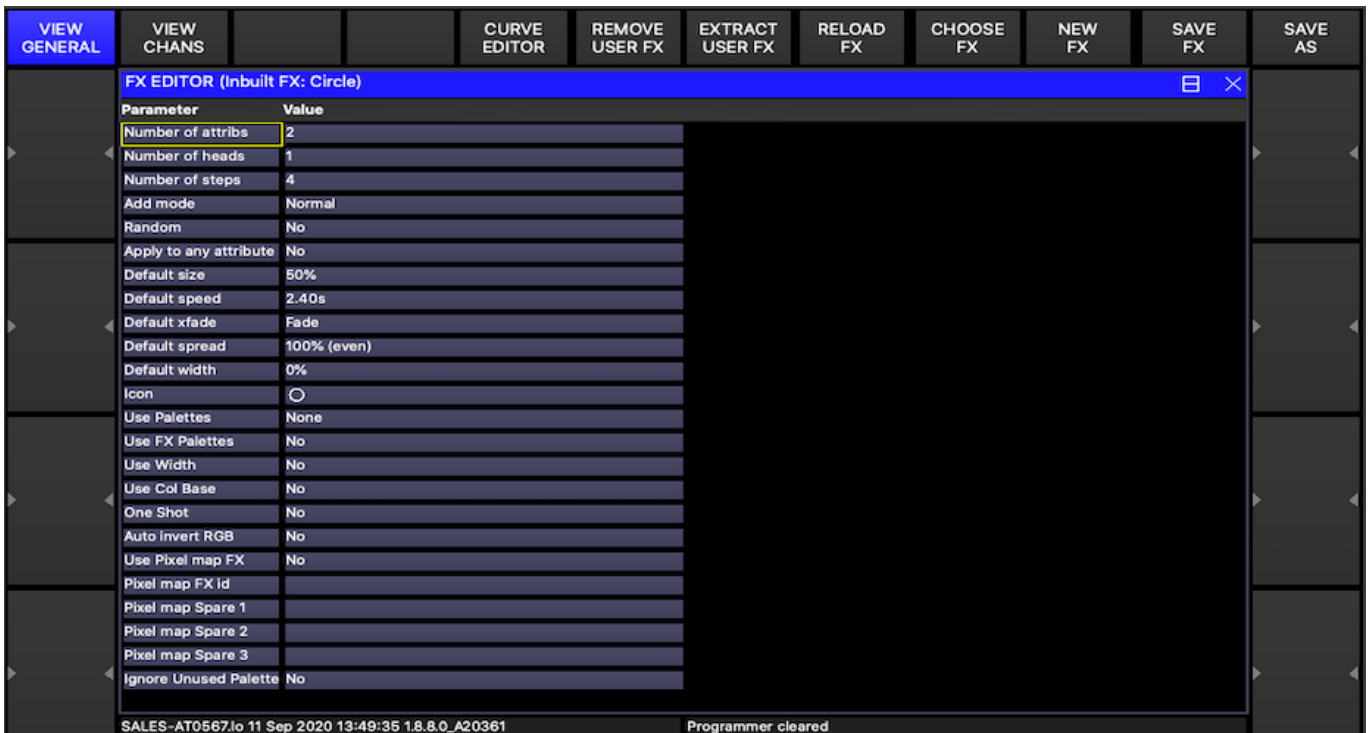 VIEW GENERAL
VIEW CHANS
CURVE EDITOR
REMOVE USER FX
EXTRACT USER FX
RELOAD FX
CHOOSE FX
NEW FX
SAVE FX
SAVE AS
FX EDITOR (Inbuilt FX: Circle)
Parameter Value
Number of attribs 2
Number of heads 1
Number of steps 4
Add mode Normal
Random No
Apply to any attribute No
Default size 50%
Default speed 2.40s
Default xfade Fade
Default spread 100% (even)
Default width 0%
Icon
Use Palettes None
Use FX Palettes No
Use Width No
Use Col Base No
One Shot No
Auto invert RGB No
Use Pixel map FX No
Pixel map FX id
Pixel map Spare 1
Pixel map Spare 2
Pixel map Spare 3
Ignore Unused Palette No
SALES-AT0567.lo 11 Sep 2020 13:49:35 1.8.8.0_A20361 Programmer cleared